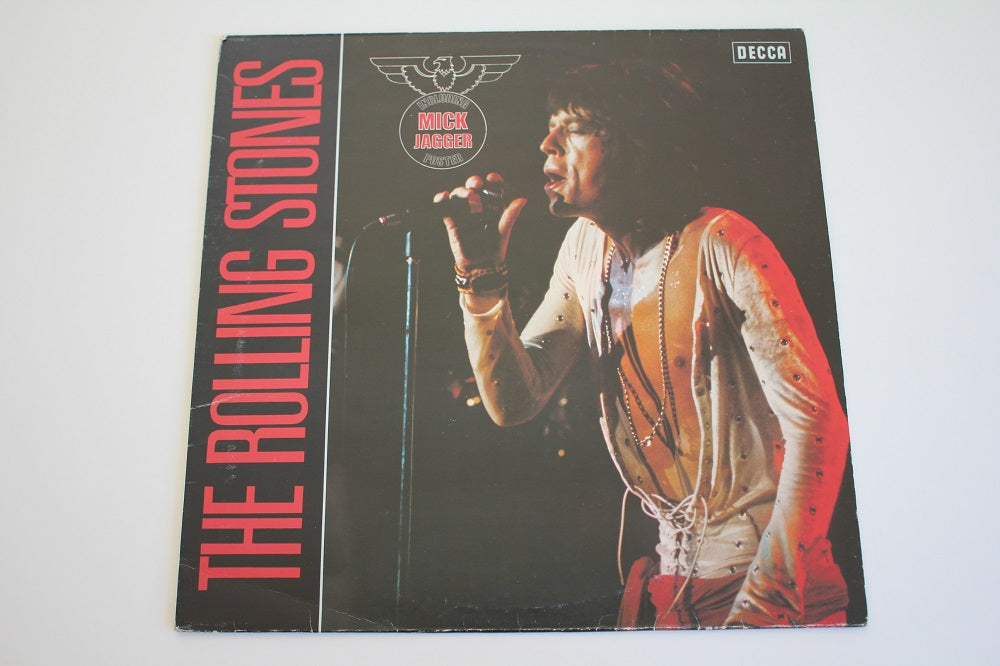 THE ROLLING STONES
INCLUDING
MICK
JAGGER
POSTER
DECCA